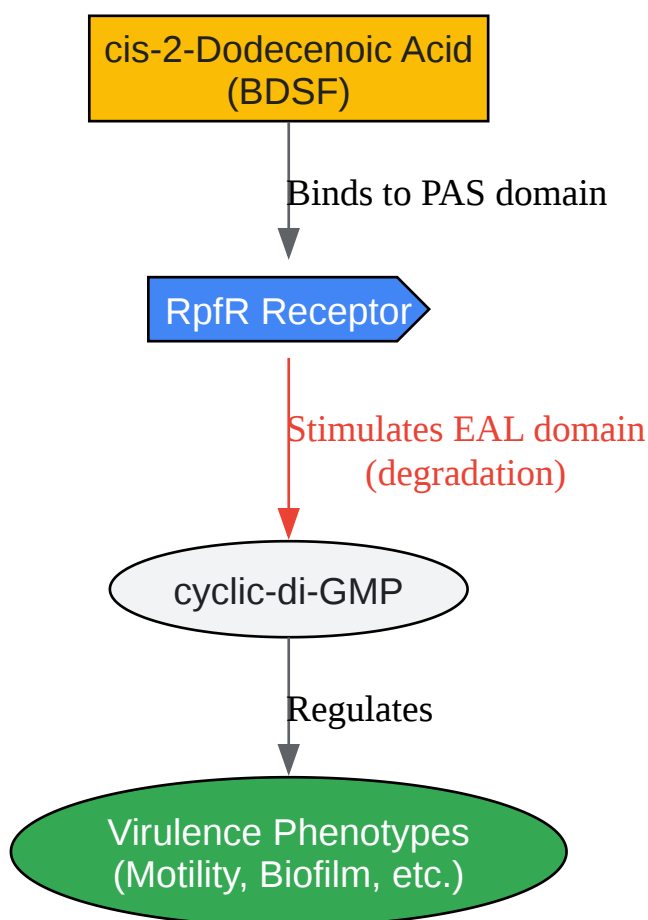 cis-2-Dodecenoic Acid
(BDSF)
Binds to PAS domain
RpfR Receptor
Stimulates EAL domain
(degradation)
cyclic-di-GMP
Regulates
Virulence Phenotypes
(Motility, Biofilm, etc.)